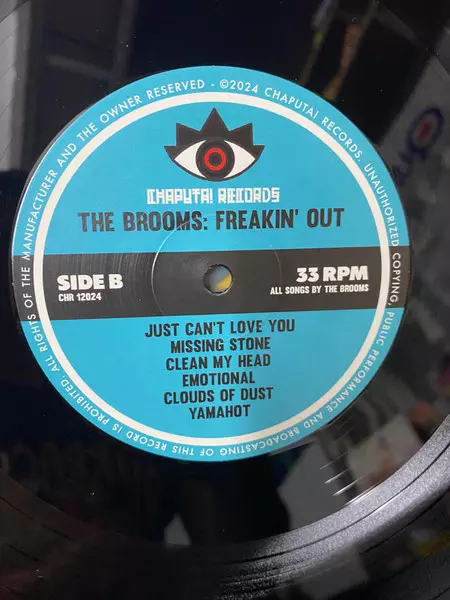 ALL RIGHTS OF THE MANUFACTURER AND THE OWNER RESERVED - ©2024 CHAPUTA! RECORDS. UNAUTHORIZED COPYING, PUBLIC PERFORMANCE AND BROADCASTING OF THIS RECORD IS PROHIBITED.
CHAPUTA! RECORDS
THE BROOMS: FREAKIN' OUT
SIDE B
CHR 12024
33 RPM
ALL SONGS BY THE BROOMS
JUST CAN'T LOVE YOU
MISSING STONE
CLEAN MY HEAD
EMOTIONAL
CLOUDS OF DUST
YAMAHOT